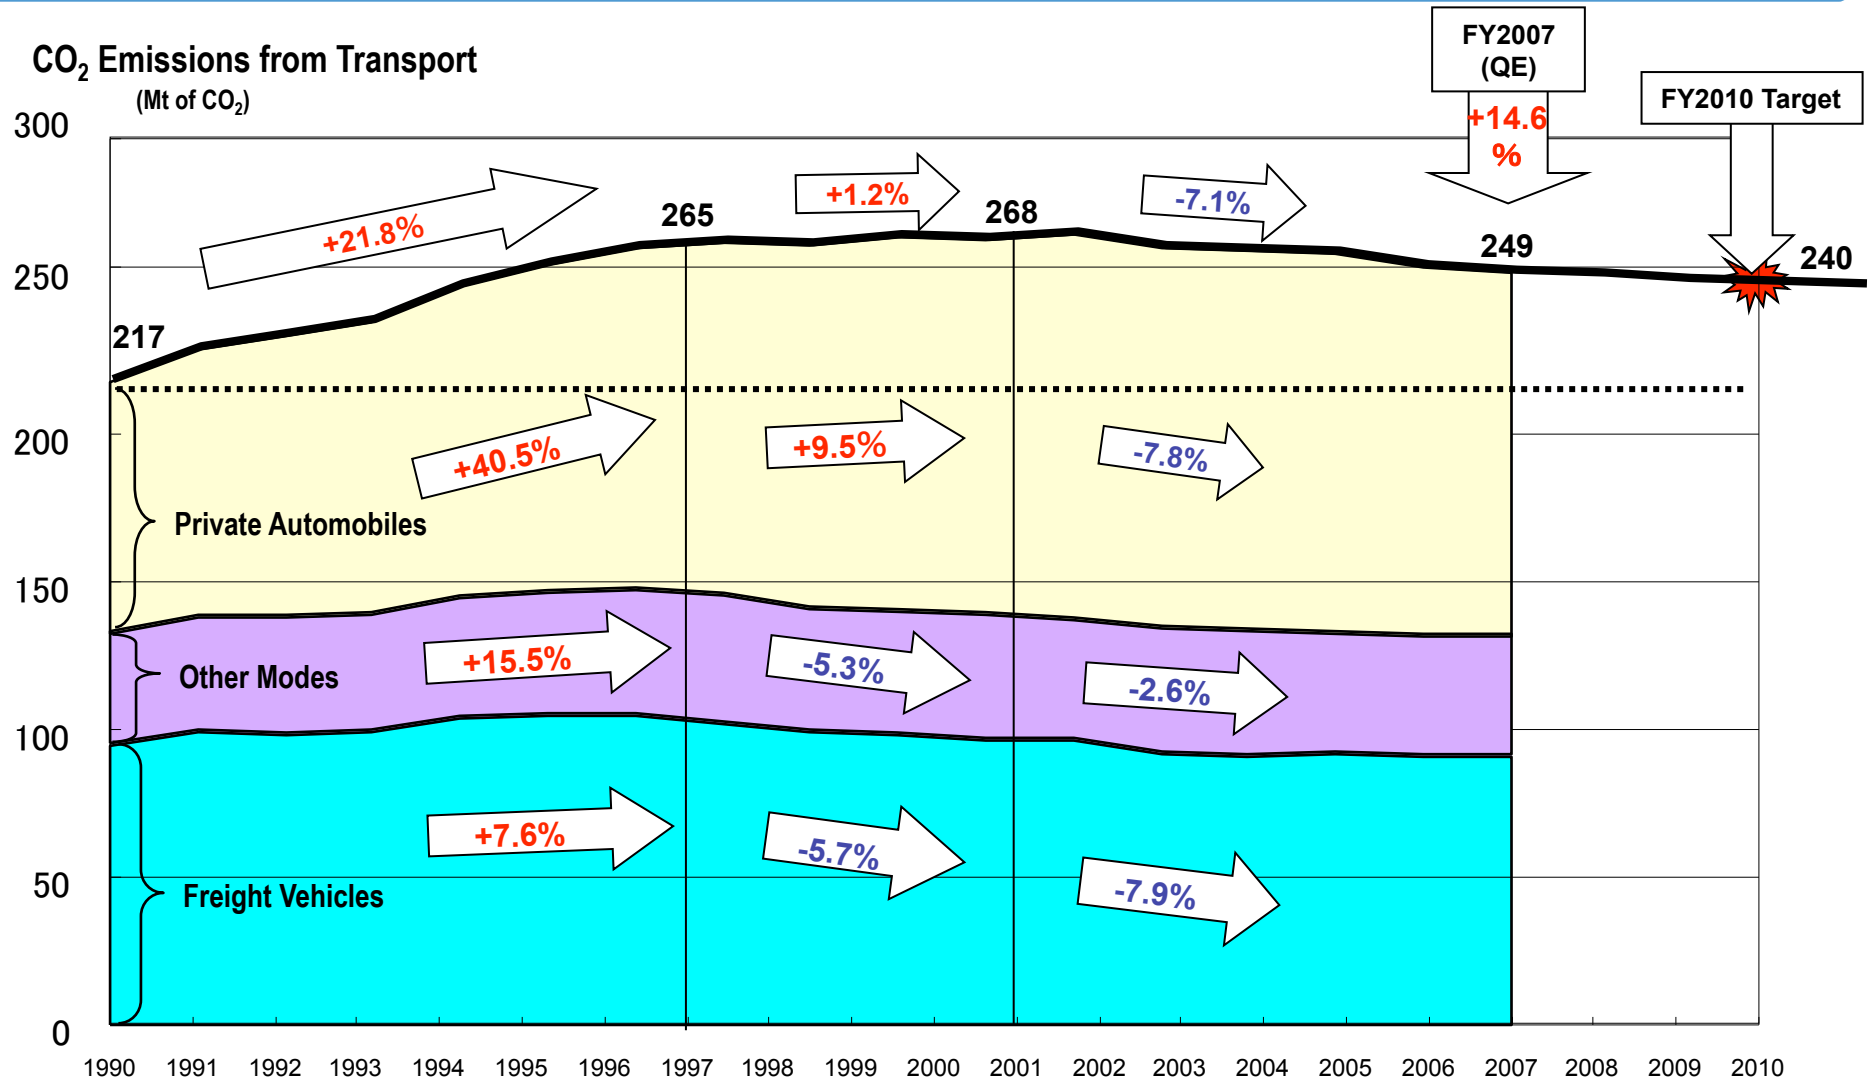 FY2007
(QE)
CO2 Emissions from Transport
(Mt of CO2)
FY2010 Target
+14.6
%
300
+21.8%
265
+1.2%
268
-7.1%
249
240
250
217
200
+40.5%
+9.5%
-7.8%
Private Automobiles
150
Other Modes
+15.5%
-5.3%
-2.6%
100
+7.6%
-5.7%
-7.9%
50
Freight Vehicles
0
1990 1991 1992 1993 1994 1995 1996 1997 1998 1999 2000 2001 2002 2003 2004 2005 2006 2007 2008 2009 2010